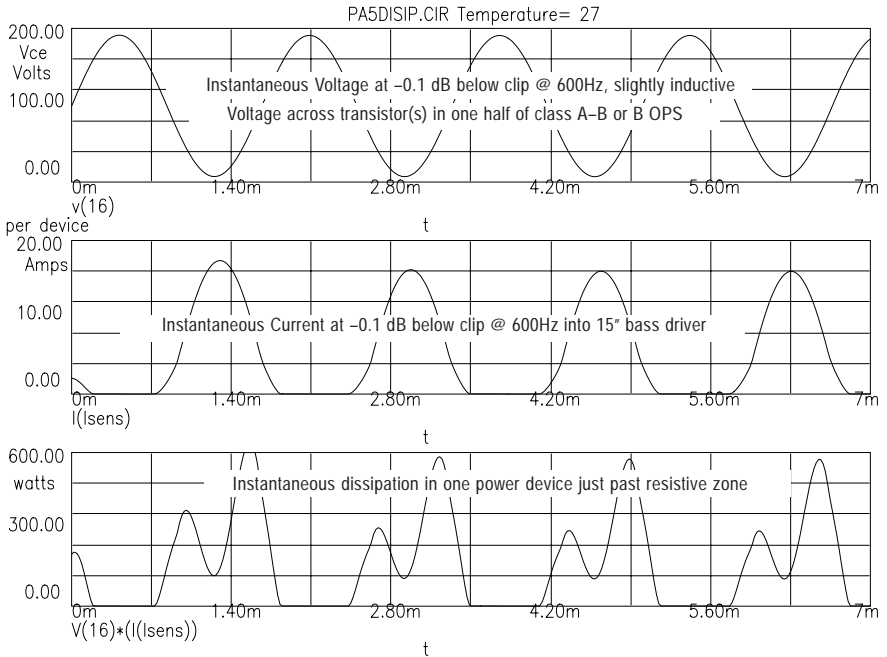 PA5DISIP.CIR Temperature= 27
200.00
Vce
Volts
100.00
0.00
Instantaneous Voltage at –0.1 dB below clip @ 600Hz, slightly inductive
Voltage across transistor(s) in one half of class A–B or B OPS
0m 1.40m 2.80m 4.20m 5.60m 7m
v(16)
t
per device
20.00
Amps
10.00
0.00
Instantaneous Current at –0.1 dB below clip @ 600Hz into 15″ bass driver
0m 1.40m 2.80m 4.20m 5.60m 7m
I(Isens)
t
600.00
watts
300.00
0.00
Instantaneous dissipation in one power device just past resistive zone
0m 1.40m 2.80m 4.20m 5.60m 7m
V(16)*(I(Isens))
t